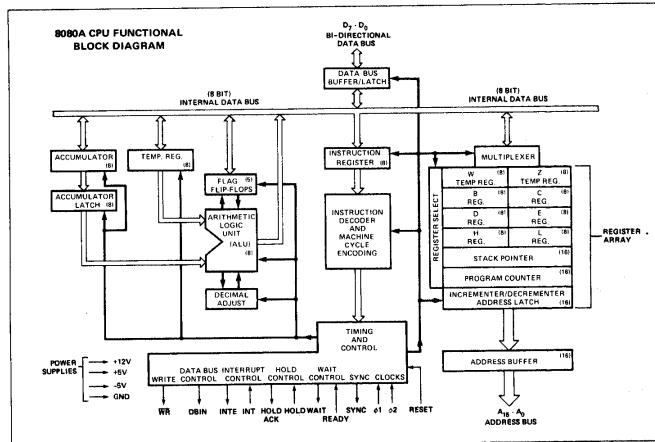 8080A CPU FUNCTIONAL
BLOCK DIAGRAM
D7 - D0
BI-DIRECTIONAL
DATA BUS
DATA BUS
BUFFER/LATCH
(8 BIT)
INTERNAL DATA BUS
(8 BIT)
INTERNAL DATA BUS
ACCUMULATOR
(8)
TEMP. REG.
(8)
(5)
FLAG
FLIP-FLOPS
INSTRUCTION
REGISTER (8)
MULTIPLEXER
ACCUMULATOR
LATCH (8)
ARITHMETIC
LOGIC
UNIT
(ALU)
(8)
DECIMAL
ADJUST
INSTRUCTION
DECODER
AND
MACHINE
CYCLE
ENCODING
REGISTER SELECT
W (8)
TEMP REG.
Z (8)
TEMP REG.
B (8)
REG.
C (8)
REG.
D (8)
REG.
E (8)
REG.
H (8)
REG.
L (8)
REG.
STACK POINTER (16)
PROGRAM COUNTER (16)
INCREMENTER/DECREMENTER
ADDRESS LATCH (16)
REGISTER
ARRAY
TIMING
AND
CONTROL
ADDRESS BUFFER (16)
A15 - A0
ADDRESS BUS
POWER
SUPPLIES
+12V
+5V
-5V
GND
DATA BUS INTERRUPT HOLD WAIT
WRITE CONTROL CONTROL CONTROL CONTROL SYNC CLOCKS
WR DBIN INTE INT HOLD HOLD WAIT SYNC ϕ1 ϕ2 RESET
ACK READY